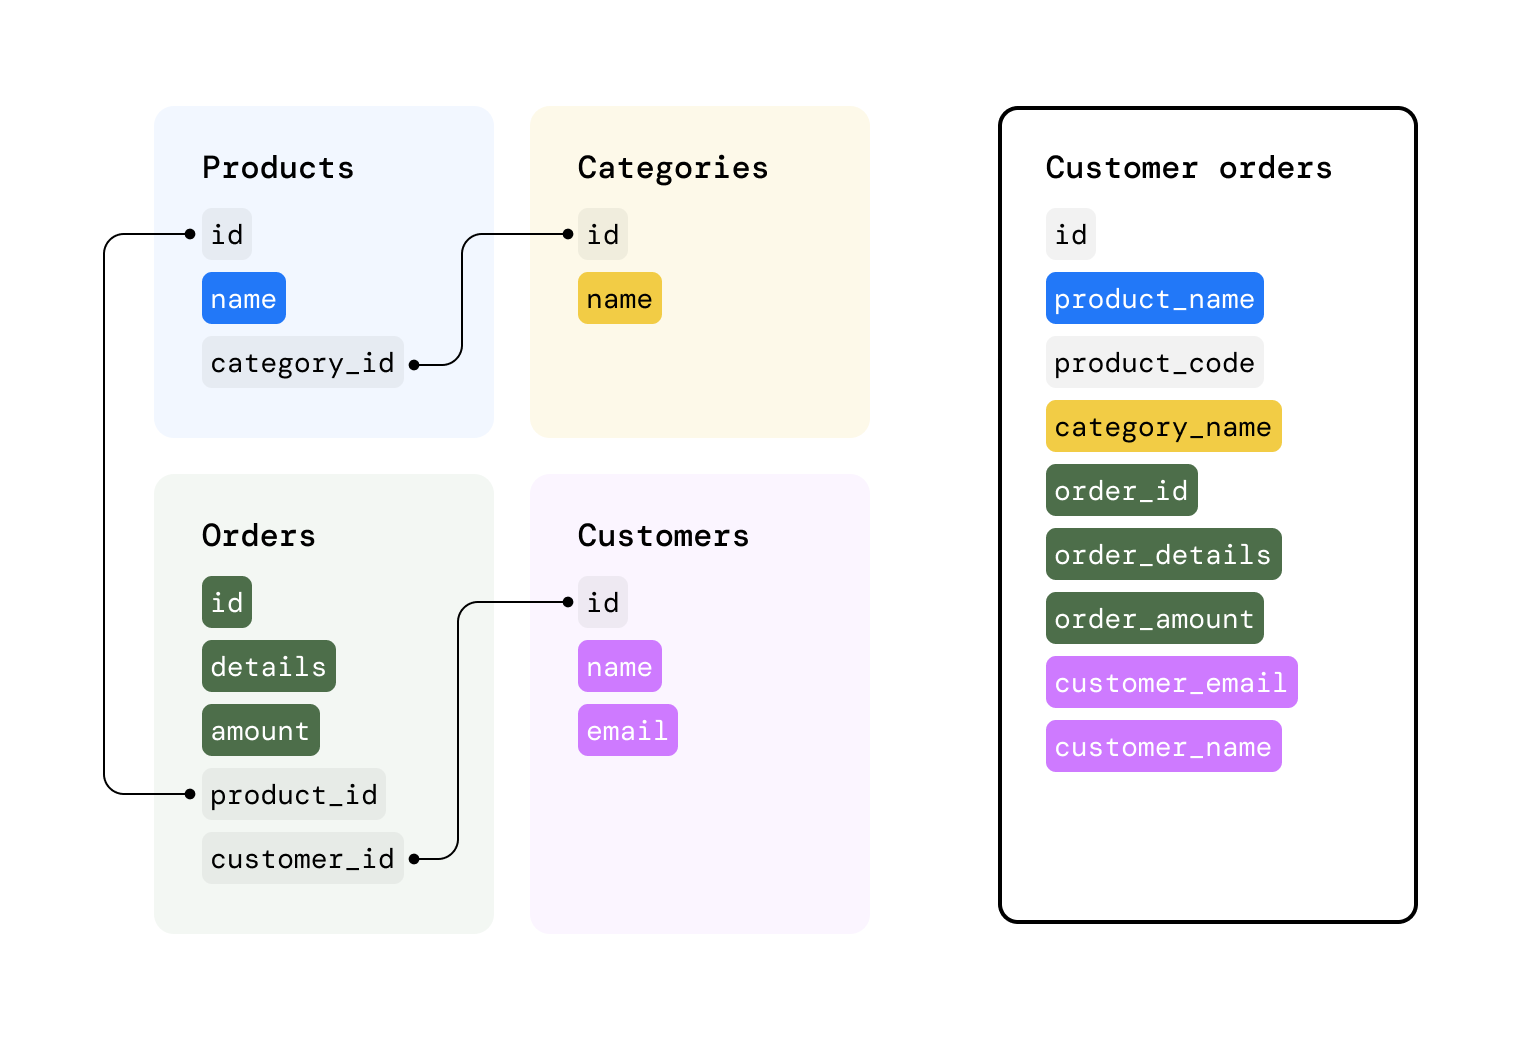 Products
id
name
category_id
Categories
id
name
Orders
id
details
amount
product_id
customer_id
Customers
id
name
email
Customer orders
id
product_name
product_code
category_name
order_id
order_details
order_amount
customer_email
customer_name